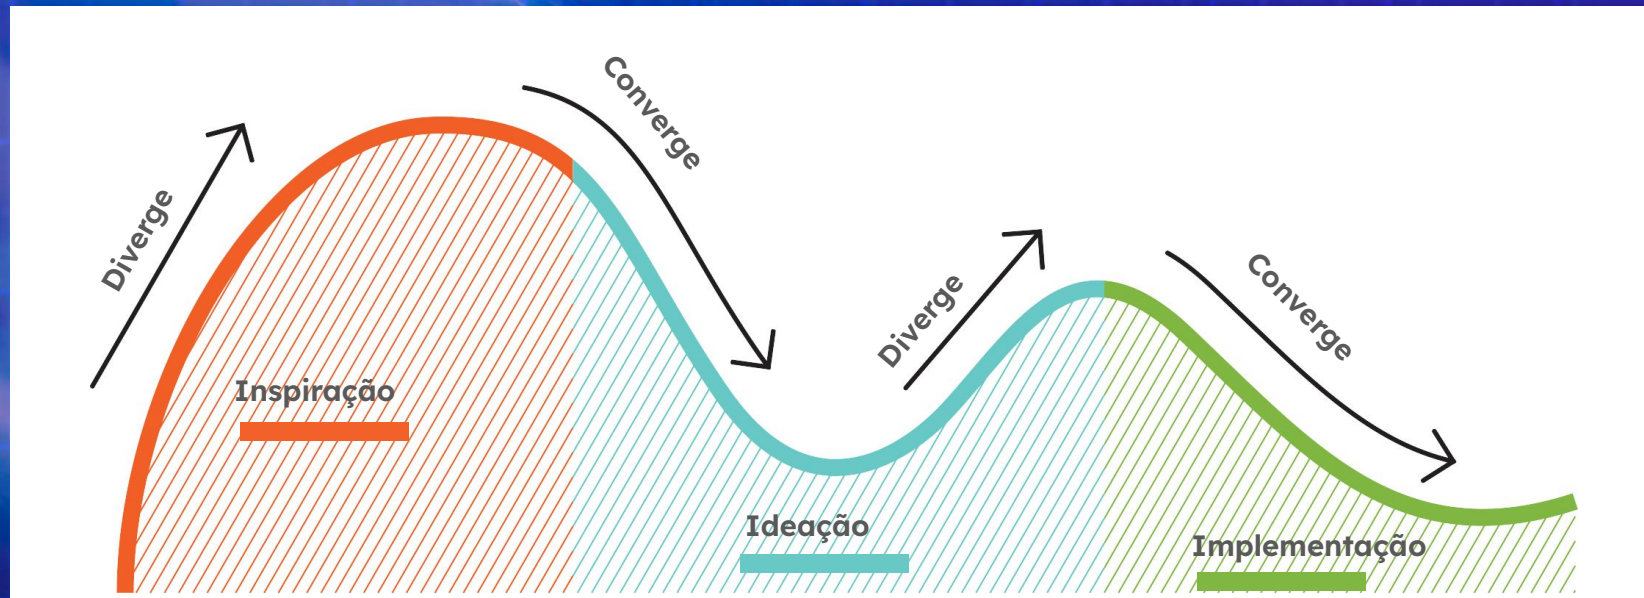 Diverge
Converge
Diverge
Converge
Inspiração
Ideação
Implementação